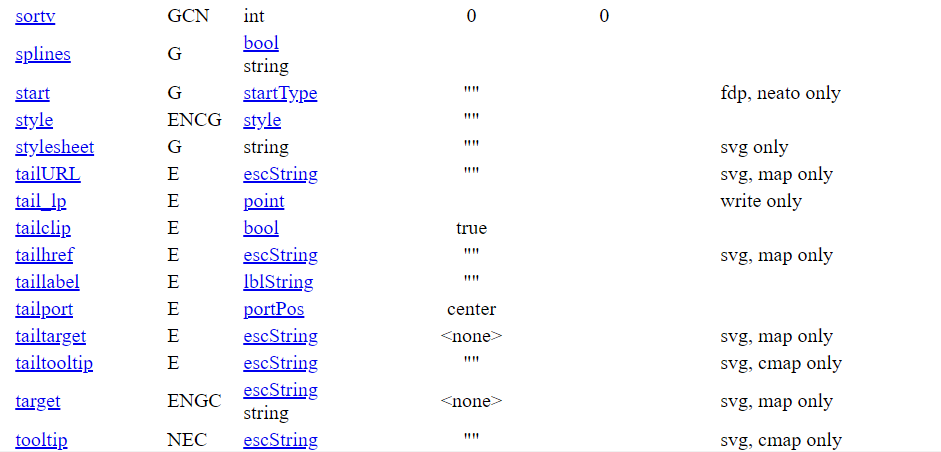 sortv GCN int 0 0
splines G bool
string
start G startType "" fdp, neato only
style ENCG style ""
stylesheet G string "" svg only
tailURL E escString "" svg, map only
tail_lp E point write only
tailclip E bool true
tailhref E escString "" svg, map only
taillabel E lblString ""
tailport E portPos center
tailtarget E escString <none> svg, map only
tailtooltip E escString "" svg, cmap only
target ENGC escString
string <none> svg, map only
tooltip NEC escString "" svg, cmap only